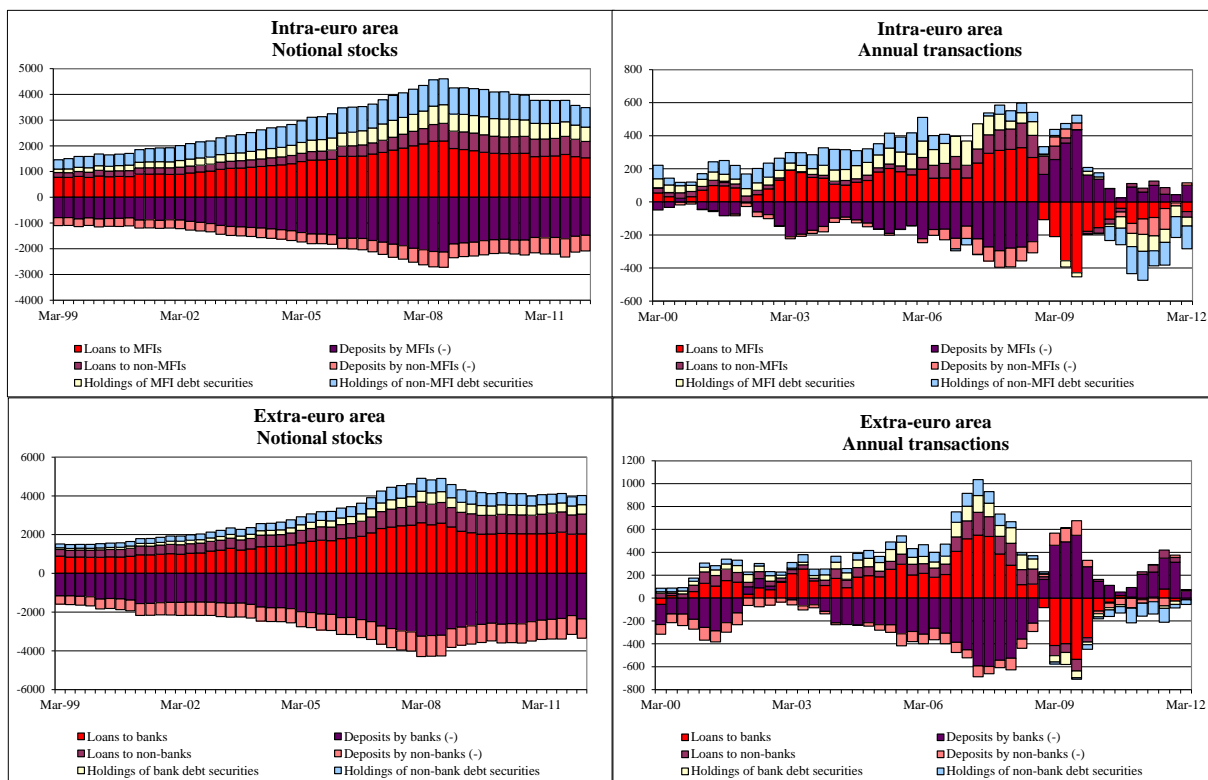 Intra-euro area
Notional stocks
5000
4000
3000
2000
1000
0
-1000
-2000
-3000
-4000
Mar-99 Mar-02 Mar-05 Mar-08 Mar-11
Loans to MFIs Deposits by MFIs (-)
Loans to non-MFIs Deposits by non-MFIs (-)
Holdings of MFI debt securities Holdings of non-MFI debt securities
Intra-euro area
Annual transactions
800
600
400
200
0
-200
-400
-600
Mar-00 Mar-03 Mar-06 Mar-09 Mar-12
Loans to MFIs Deposits by MFIs (-)
Loans to non-MFIs Deposits by non-MFIs (-)
Holdings of MFI debt securities Holdings of non-MFI debt securities
Extra-euro area
Notional stocks
6000
4000
2000
0
-2000
-4000
-6000
Mar-99 Mar-02 Mar-05 Mar-08 Mar-11
Loans to banks Deposits by banks (-)
Loans to non-banks Deposits by non-banks (-)
Holdings of bank debt securities Holdings of non-bank debt securities
Extra-euro area
Annual transactions
1200
1000
800
600
400
200
0
-200
-400
-600
-800
Mar-00 Mar-03 Mar-06 Mar-09 Mar-12
Loans to banks Deposits by banks (-)
Loans to non-banks Deposits by non-banks (-)
Holdings of bank debt securities Holdings of non-bank debt securities